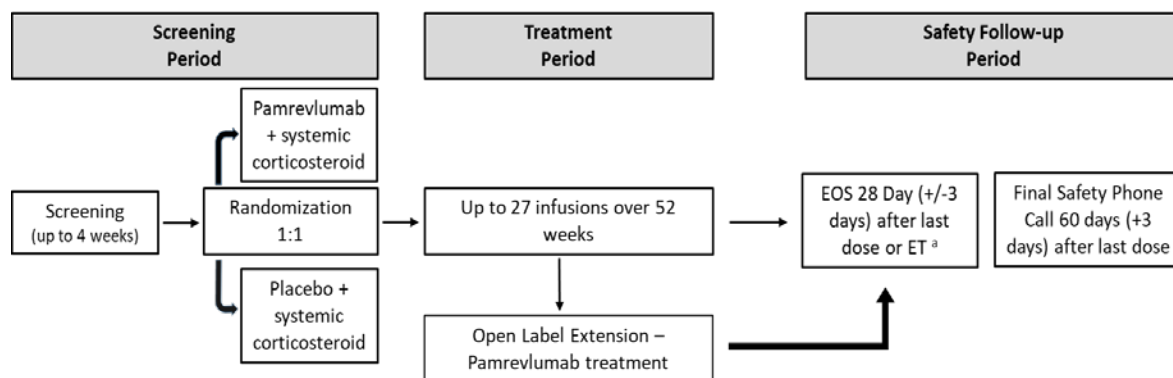 Screening
Period
Treatment
Period
Safety Follow-up
Period
Pamrevlumab
+ systemic
corticosteroid
Screening
(up to 4 weeks)
Randomization
1:1
Placebo +
systemic
corticosteroid
Up to 27 infusions over 52
weeks
Open Label Extension –
Pamrevlumab treatment
EOS 28 Day (+/-3
days) after last
dose or ET a
Final Safety Phone
Call 60 days (+3
days) after last dose